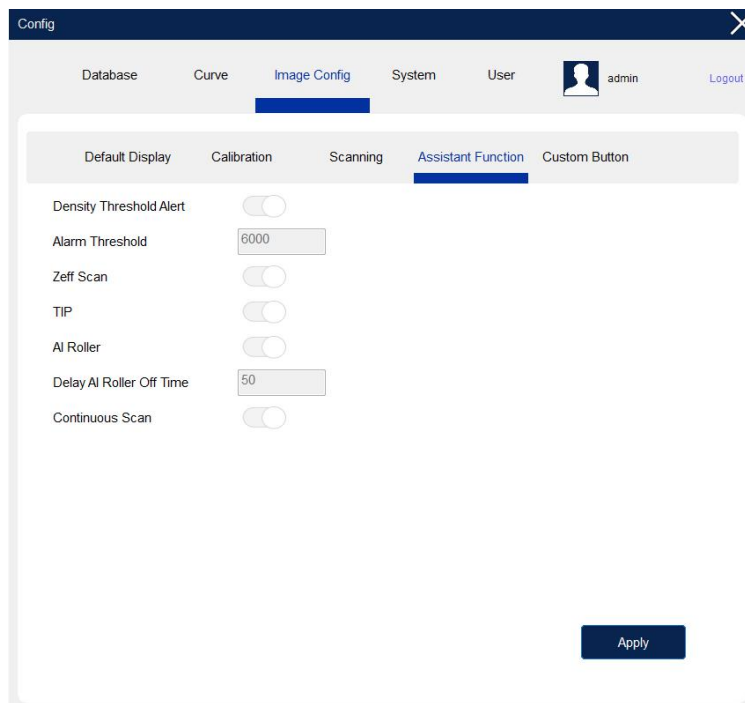 Config
Database Curve Image Config System User admin Logout
Default Display Calibration Scanning Assistant Function Custom Button
Density Threshold Alert
Alarm Threshold 6000
Zeff Scan
TIP
AI Roller
Delay AI Roller Off Time 50
Continuous Scan
Apply